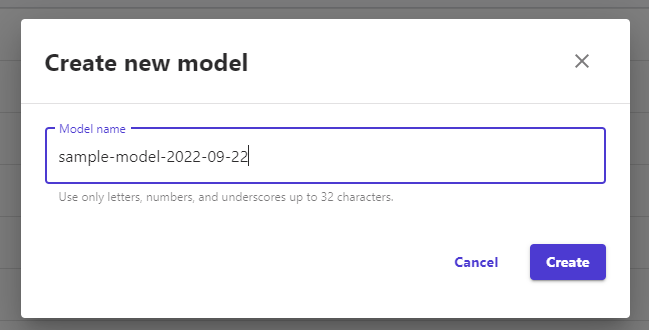 Create new model
Model name
sample-model-2022-09-22
Use only letters, numbers, and underscores up to 32 characters.
Cancel
Create